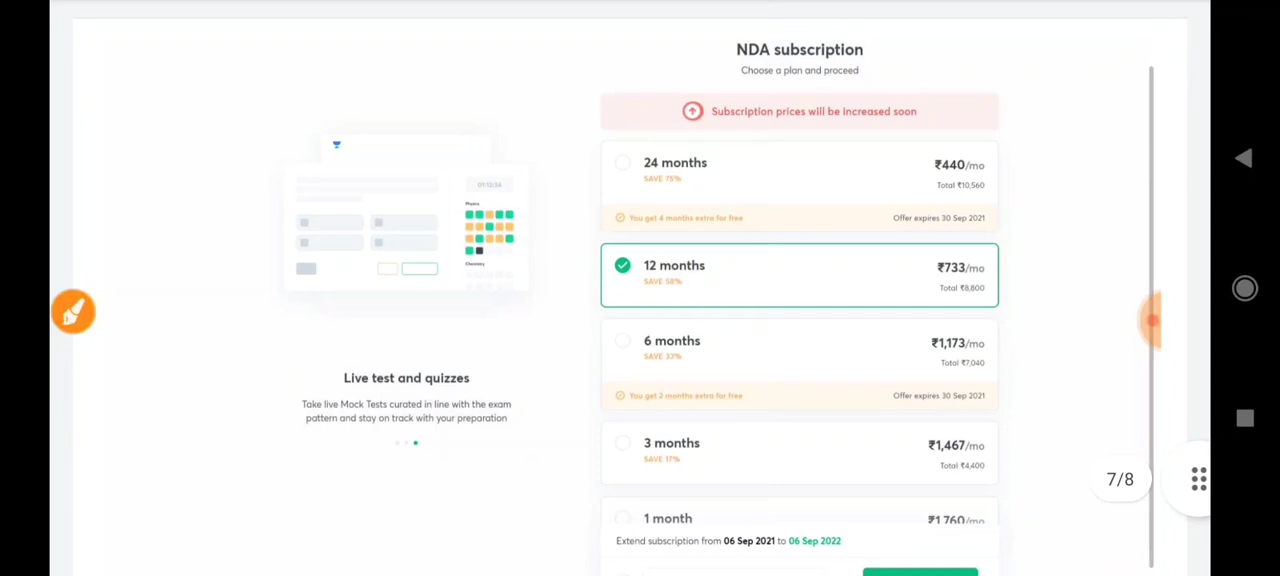 NDA subscription
Choose a plan and proceed
Subscription prices will be increased soon
24 months
₹440/mo
SAVE 75%
Total ₹10,560
You get 4 months extra for free
Offer expires 30 Sep 2021
12 months
₹733/mo
SAVE 58%
Total ₹8,800
6 months
₹1,173/mo
SAVE 33%
Total ₹7,040
You get 2 months extra for free
Offer expires 30 Sep 2021
3 months
₹1,467/mo
SAVE 17%
Total ₹4,400
1 month
₹1,760/mo
Extend subscription from 06 Sep 2021 to 06 Sep 2022
01:12:34
Physics
Chemistry
Live test and quizzes
Take live Mock Tests curated in line with the exam
pattern and stay on track with your preparation
7/8